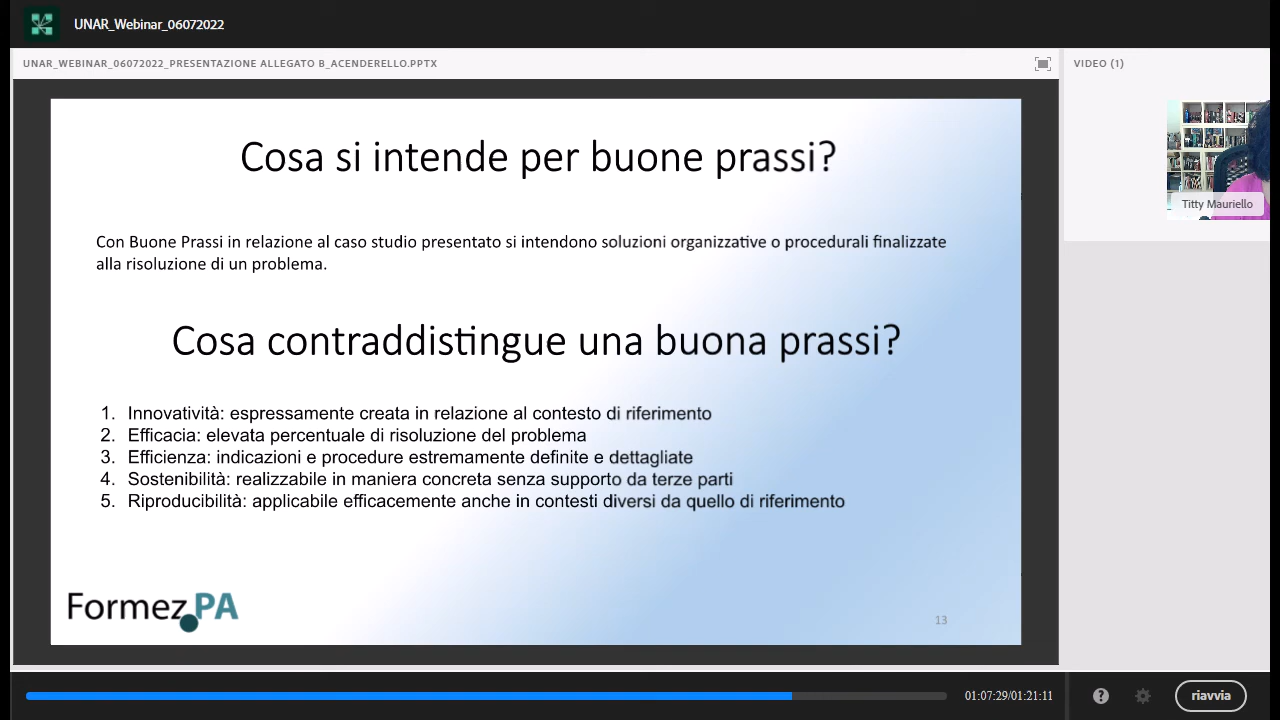 UNAR_Webinar_06072022
UNAR_WEBINAR_06072022_PRESENTAZIONE ALLEGATO B_ACENDERELLO.PPTX
VIDEO (1)
Cosa si intende per buone prassi?
Con Buone Prassi in relazione al caso studio presentato si intendono soluzioni organizzative o procedurali finalizzate
alla risoluzione di un problema.
Cosa contraddistingue una buona prassi?
1. Innovatività: espressamente creata in relazione al contesto di riferimento
2. Efficacia: elevata percentuale di risoluzione del problema
3. Efficienza: indicazioni e procedure estremamente definite e dettagliate
4. Sostenibilità: realizzabile in maniera concreta senza supporto da terze parti
5. Riproducibilità: applicabile efficacemente anche in contesti diversi da quello di riferimento
Formez PA
13
Titty Mauriello
01:07:29/01:21:11
?
riavvia